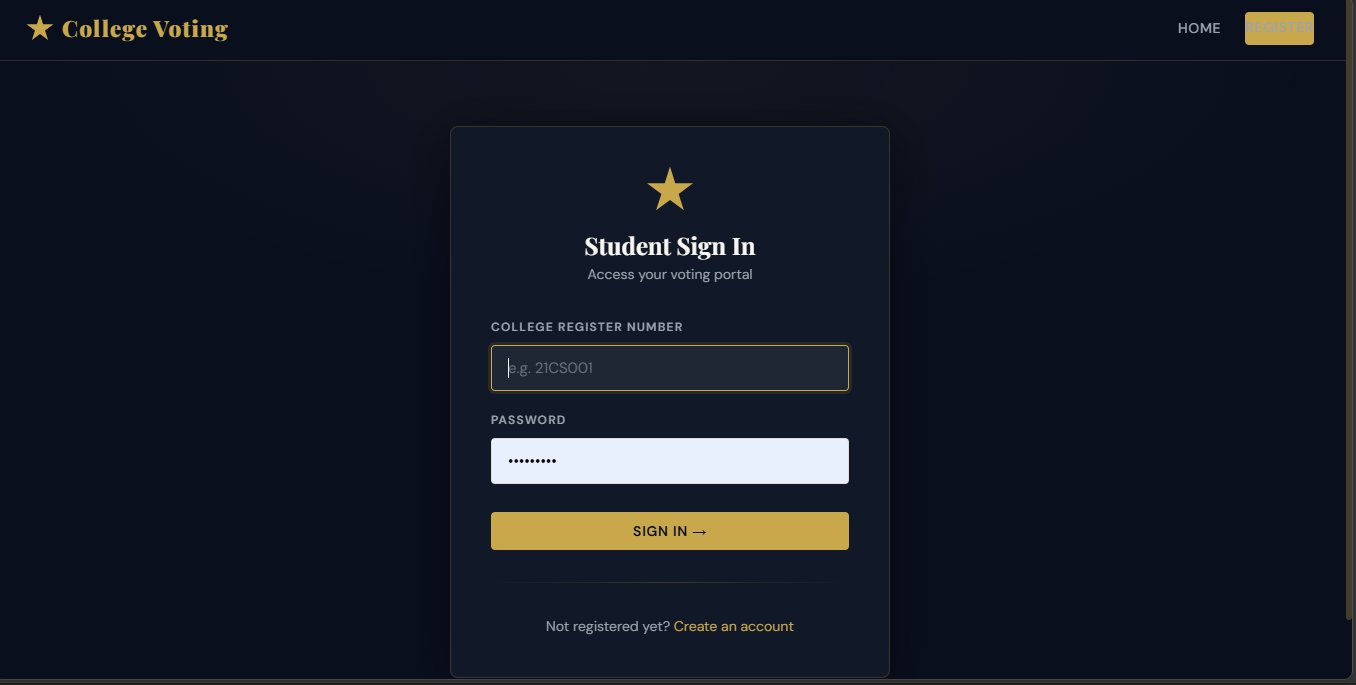 ★ College Voting
HOME
REGISTER
Student Sign In
Access your voting portal
COLLEGE REGISTER NUMBER
e.g. 21CS001
PASSWORD
•••••••••
SIGN IN →
Not registered yet? Create an account